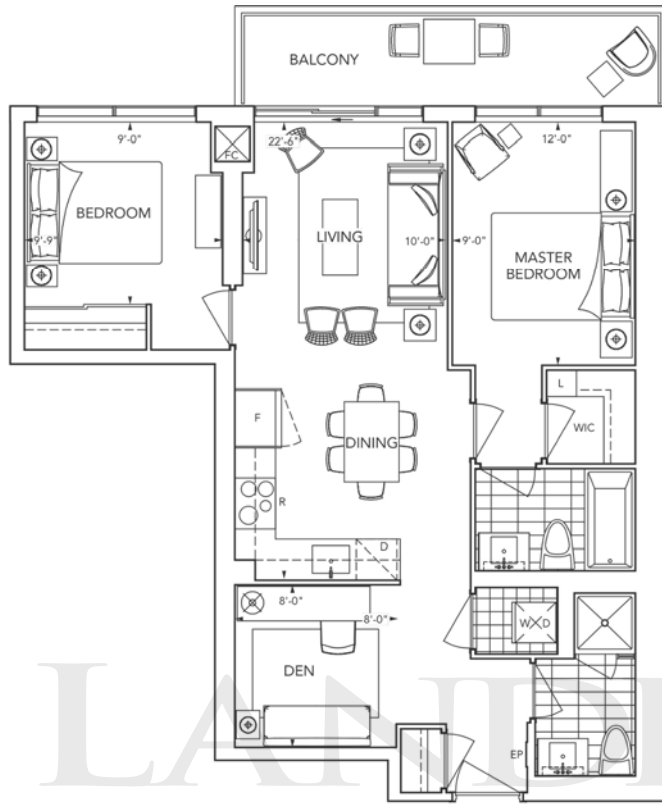 BALCONY
9'-0"
FC
22'-6"
12'-0"
BEDROOM
9'-9"
LIVING
10'-0"
9'-0"
MASTER
BEDROOM
L
WIC
F
DINING
R
D
8'-0"
8'-0"
W D
DEN
EP
LAND